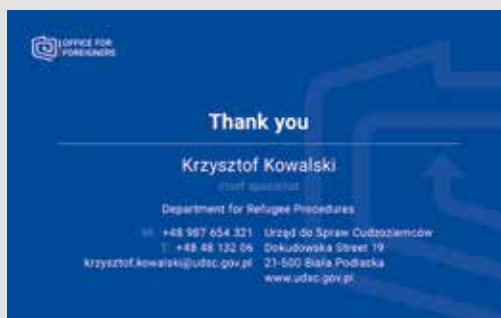 OFFICE FOR
FOREIGNERS
Thank you
Krzysztof Kowalski
chief specialist
Department for Refugee Procedures
M +48 987 654 321
T +48 48 132 06
krzysztof.kowalski@udsc.gov.pl
Urząd do Spraw Cudzoziemców
Dokudowska Street 19
21-500 Biała Podlaska
www.udsc.gov.pl